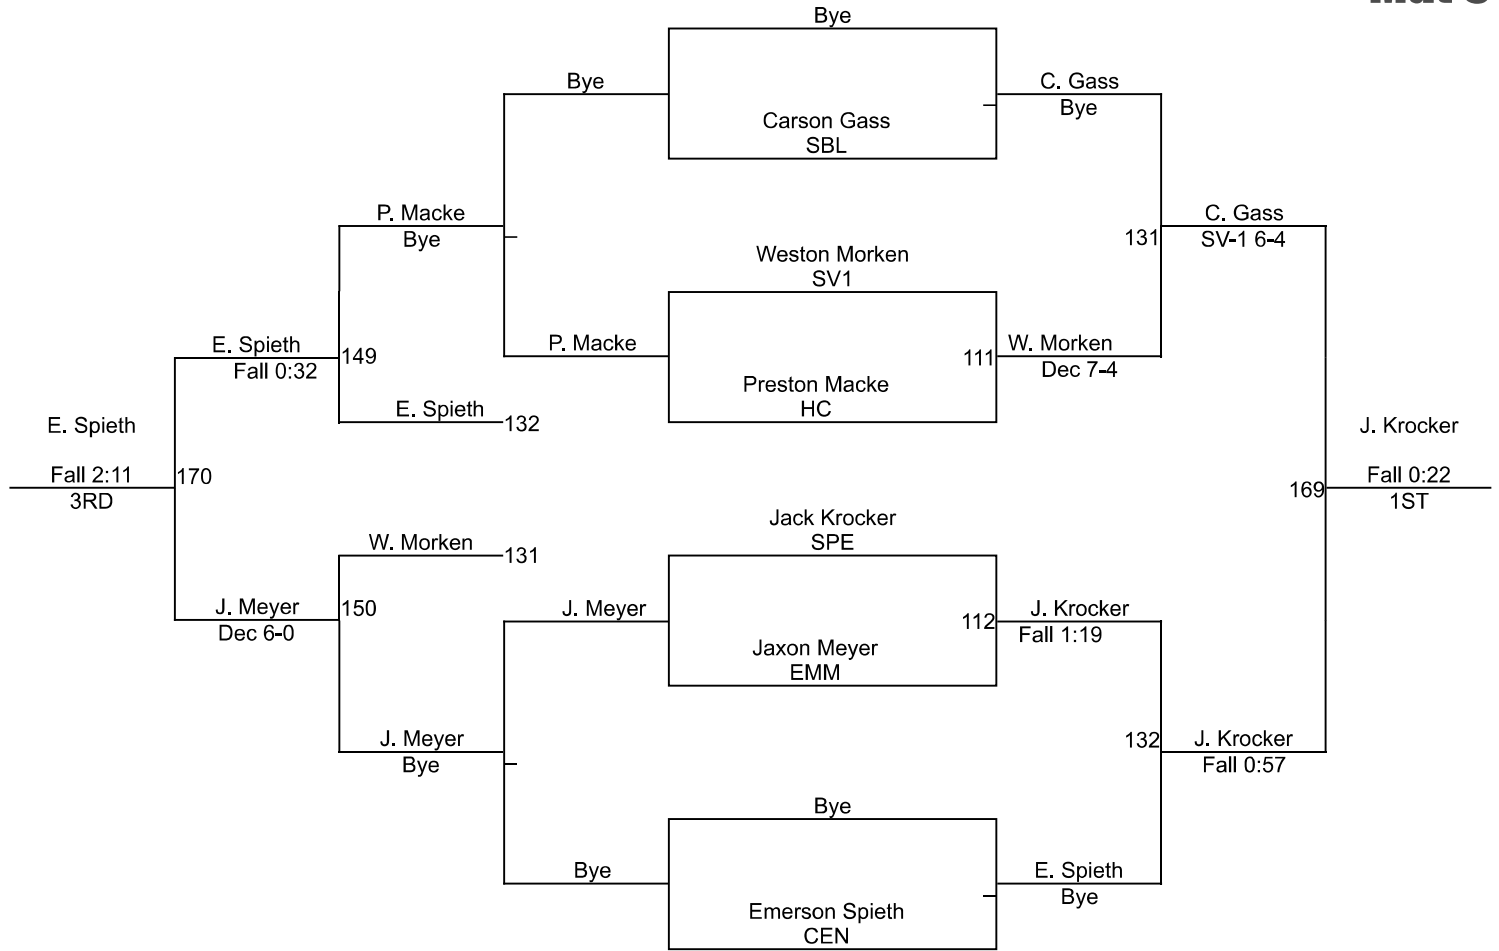 Bye
Bye
C. Gass
Bye
Carson Gass
SBL
P. Macke
Bye
C. Gass
SV-1 6-4
131
Weston Morken
SV1
P. Macke
W. Morken
Dec 7-4
111
E. Spieth
Fall 0:32
149
Preston Macke
HC
E. Spieth
132
E. Spieth
Fall 2:11
3RD
170
J. Krocker
Fall 0:22
1ST
169
Jack Krocker
SPE
W. Morken
131
J. Meyer
Dec 6-0
150
J. Meyer
112
J. Krocker
Fall 1:19
Jaxon Meyer
EMM
J. Meyer
Bye
132
J. Krocker
Fall 0:57
Bye
Bye
E. Spieth
Bye
Emerson Spieth
CEN